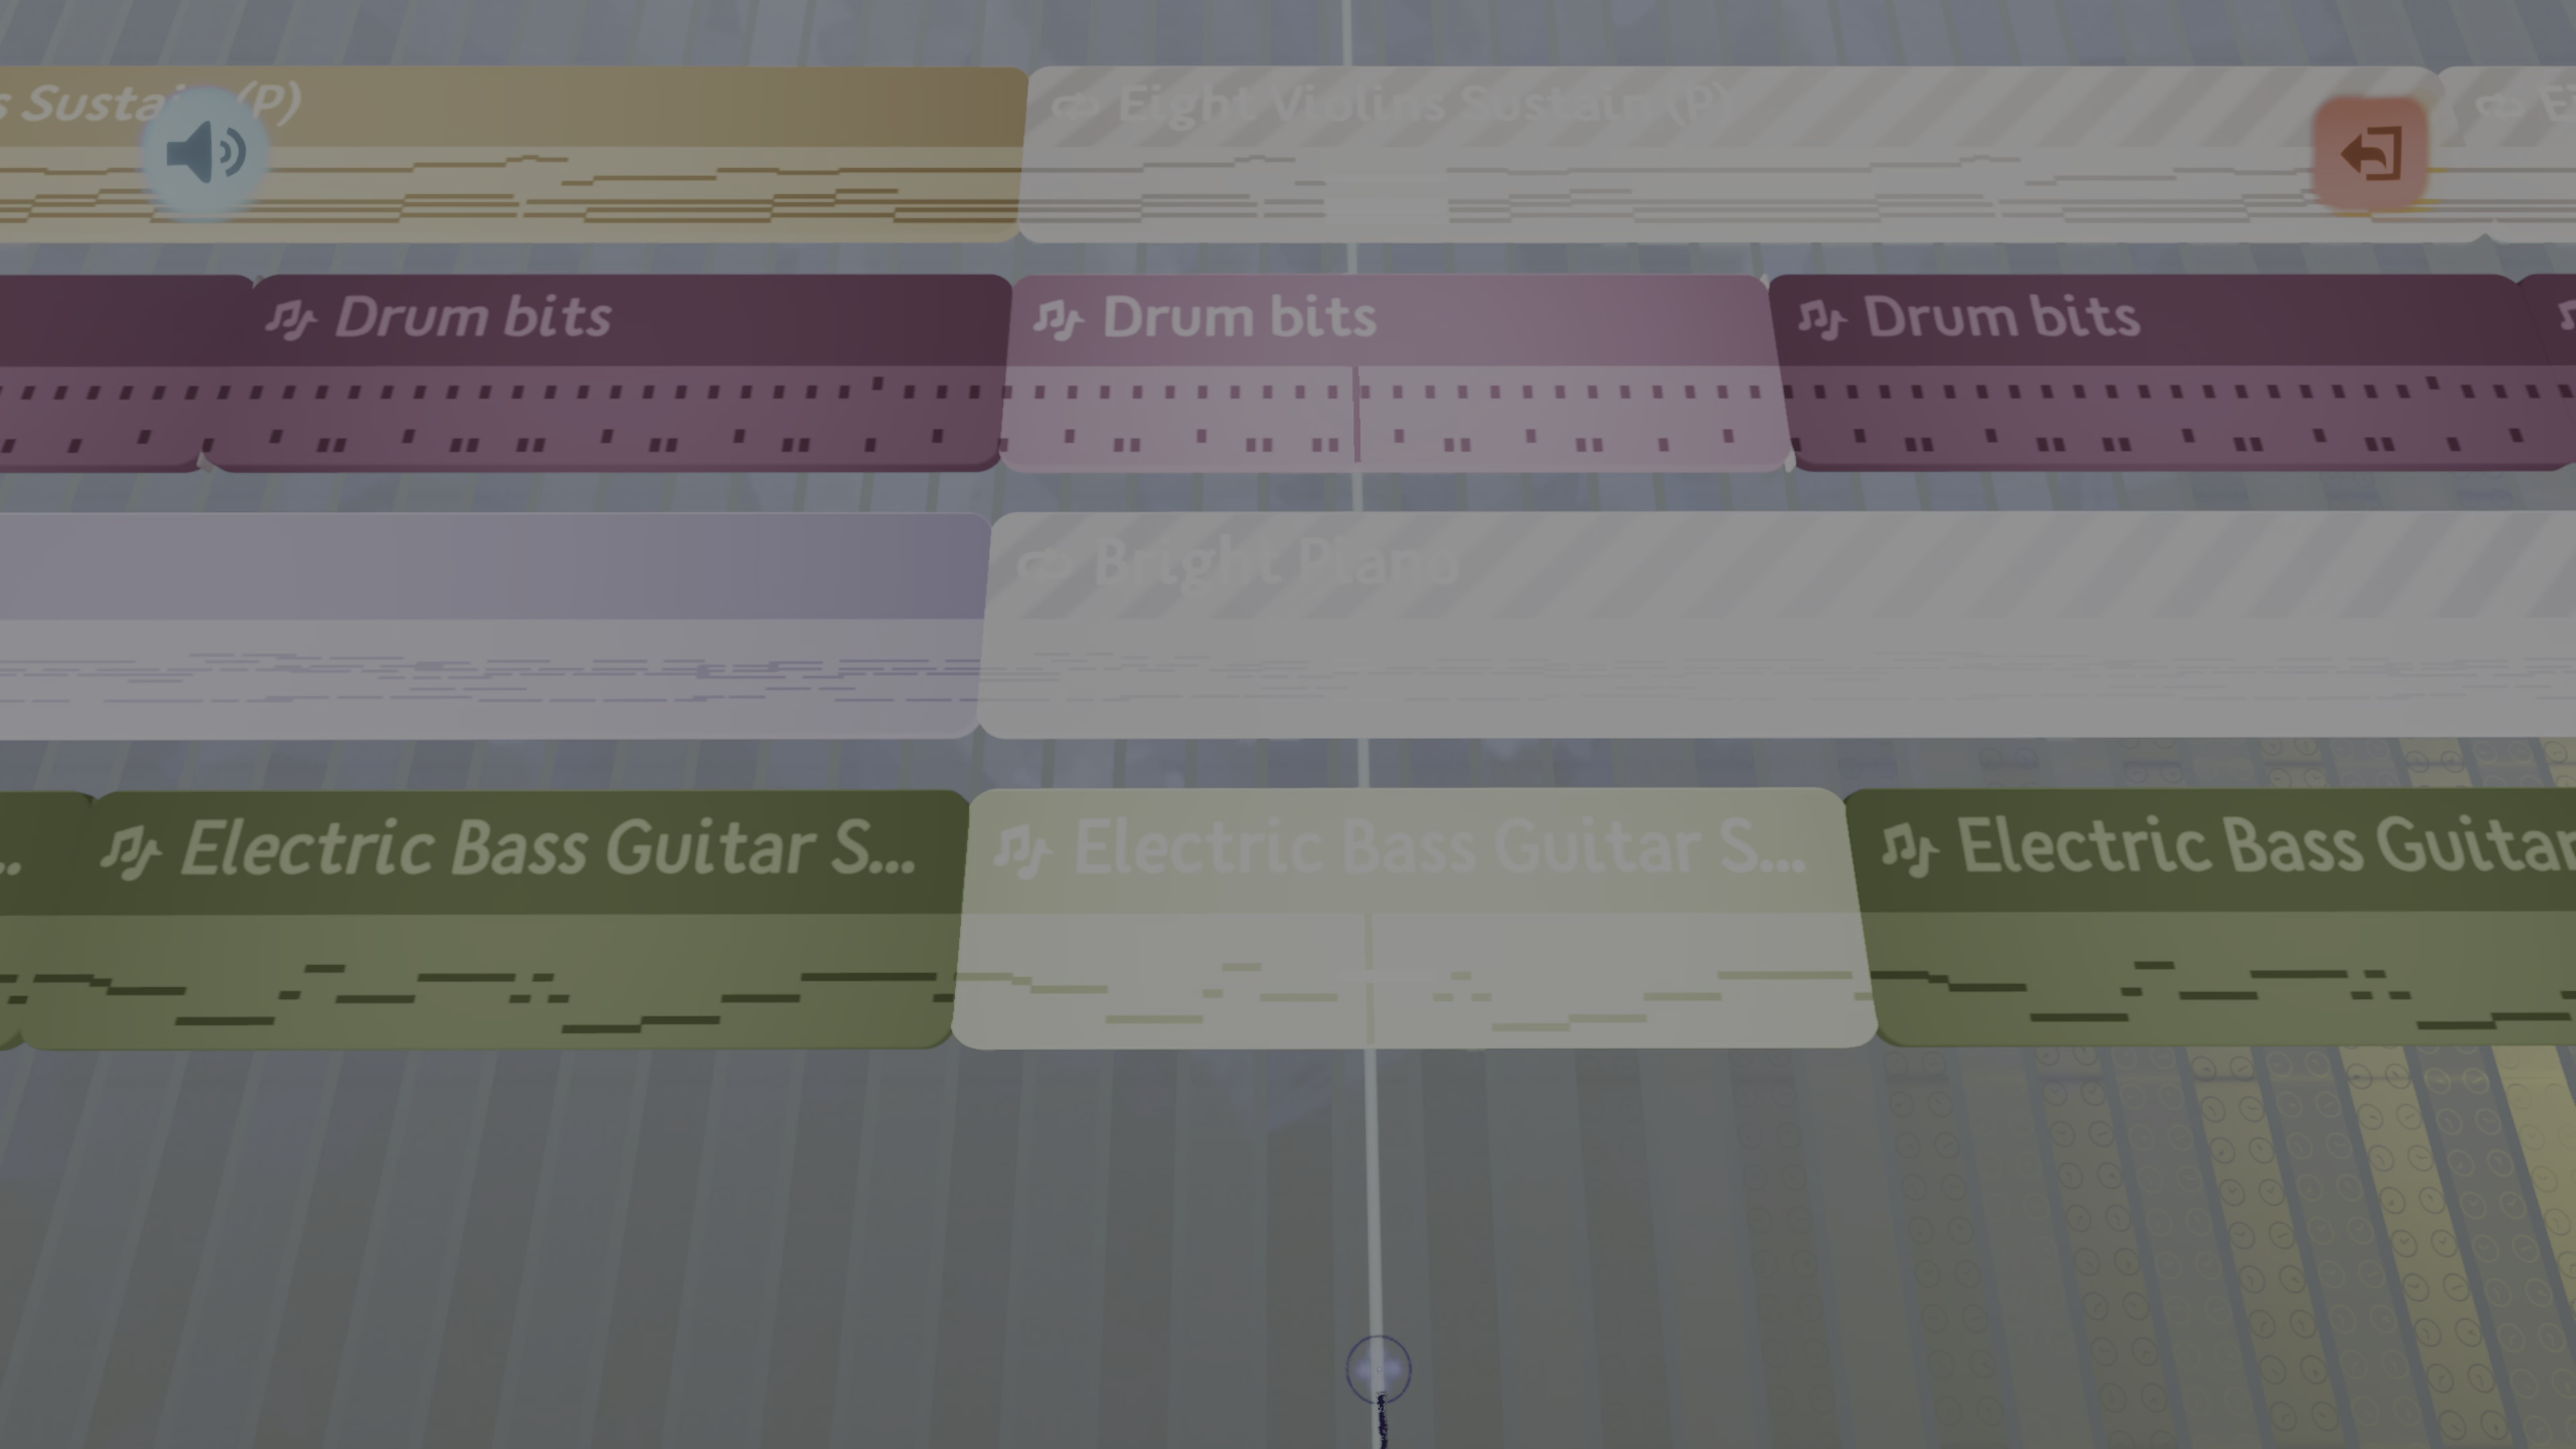 s Sustain (P)
Eight Violins Sustain (P)
Drum bits
Drum bits
Drum bits
Bright Piano
Electric Bass Guitar S...
Electric Bass Guitar S...
Electric Bass Guitar